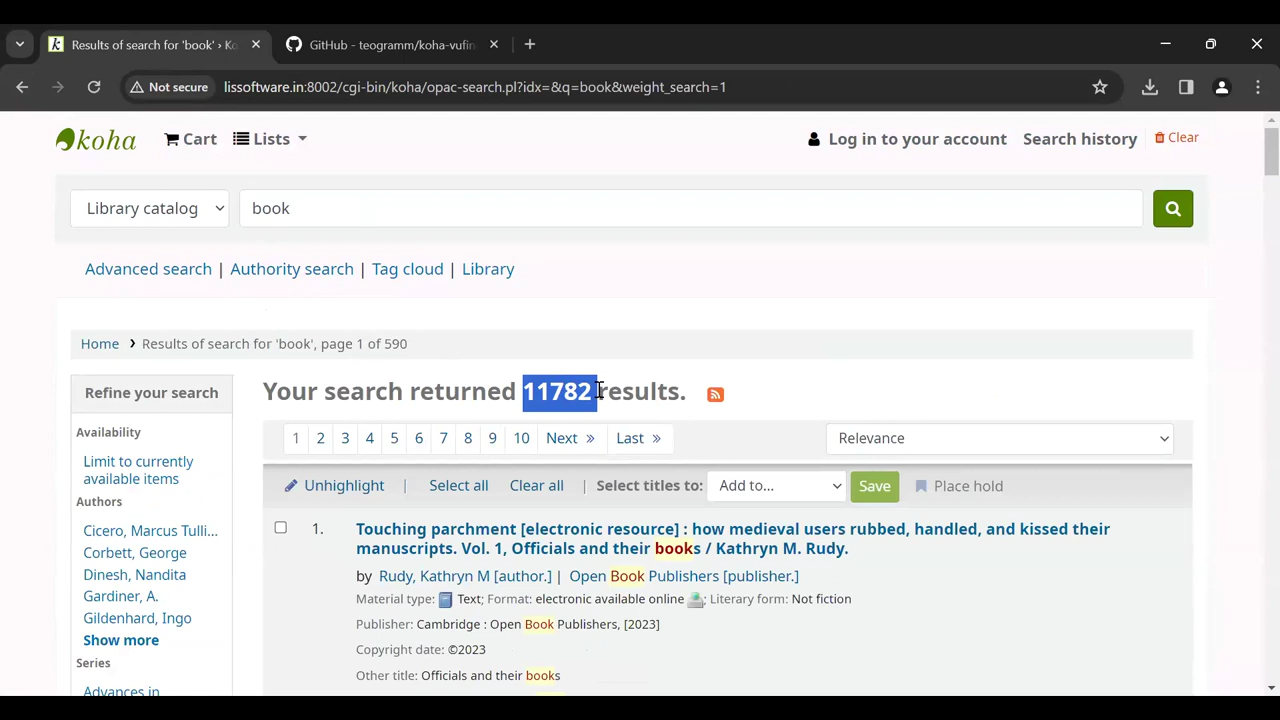 Results of search for 'book' › Ko
GitHub - teogramm/koha-vufin
Not secure
lissoftware.in:8002/cgi-bin/koha/opac-search.pl?idx=&q=book&weight_search=1
koha
Cart
Lists
Log in to your account
Search history
Clear
Library catalog
book
Advanced search | Authority search | Tag cloud | Library
Home
Results of search for 'book', page 1 of 590
Refine your search
Availability
Limit to currently
available items
Authors
Cicero, Marcus Tulli...
Corbett, George
Dinesh, Nandita
Gardiner, A.
Gildenhard, Ingo
Show more
Series
Advances in
Your search returned 11782 results.
1 2 3 4 5 6 7 8 9 10 Next » Last »
Relevance
Unhighlight | Select all Clear all | Select titles to: Add to... Save Place hold
1.
Touching parchment [electronic resource] : how medieval users rubbed, handled, and kissed their
manuscripts. Vol. 1, Officials and their books / Kathryn M. Rudy.
by Rudy, Kathryn M [author.] | Open Book Publishers [publisher.]
Material type: Text; Format: electronic available online ; Literary form: Not fiction
Publisher: Cambridge : Open Book Publishers, [2023]
Copyright date: ©2023
Other title: Officials and their books